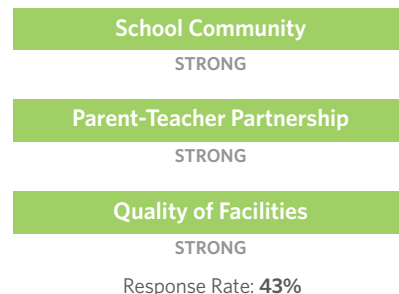 School Community
STRONG
Parent-Teacher Partnership
STRONG
Quality of Facilities
STRONG
Response Rate: 43%